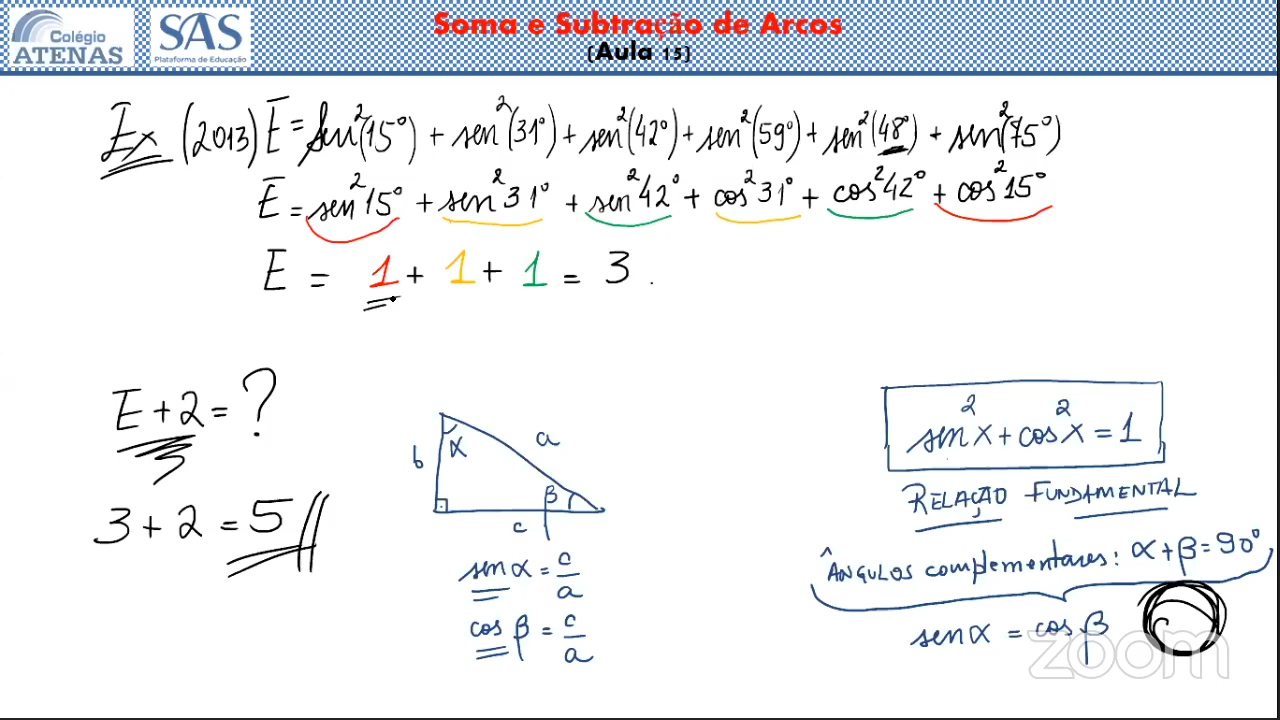 Colégio
ATENAS
SAS
Plataforma de Educação
Soma e Subtração de Arcos
(Aula 15)
Ex (2013) E = sen²(15°) + sen²(31°) + sen²(42°) + sen²(59°) + sen²(48°) + sen²(75°)
E = sen²15° + sen²31° + sen²42° + cos²31° + cos²42° + cos²15°
E = 1 + 1 + 1 = 3.
E + 2 = ?
3 + 2 = 5
b α a β c
sen α = c/a
cos β = c/a
sen²x + cos²x = 1
RELAÇÃO FUNDAMENTAL
ÂNGULOS complementares: α + β = 90°
sen α = cos β
zoom